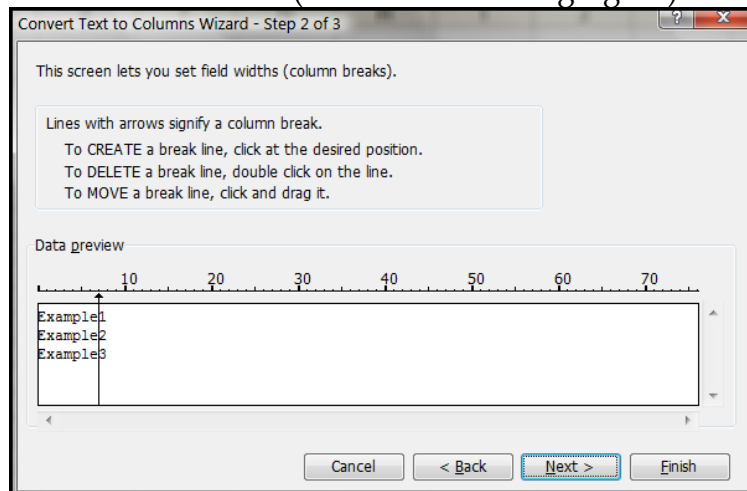 Convert Text to Columns Wizard - Step 2 of 3
This screen lets you set field widths (column breaks).
Lines with arrows signify a column break.
To CREATE a break line, click at the desired position.
To DELETE a break line, double click on the line.
To MOVE a break line, click and drag it.
Data preview
10 20 30 40 50 60 70
Example1
Example2
Example3
Cancel < Back Next > Finish